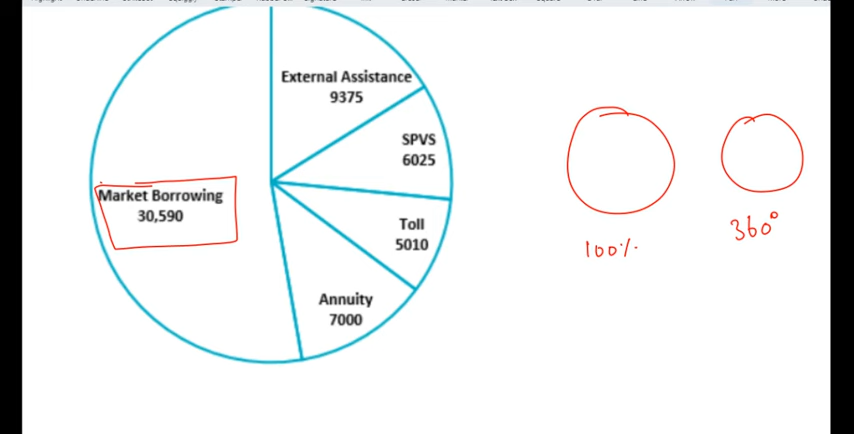 External Assistance
9375
SPVS
6025
Market Borrowing
30,590
Toll
5010
Annuity
7000
100%
360°